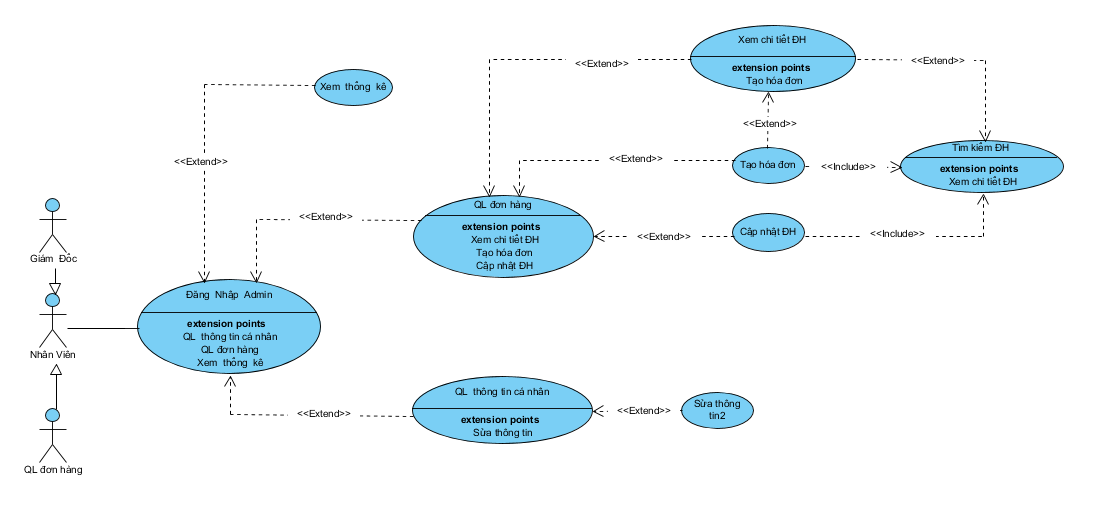 Xem chi tiết ĐH
extension points
Tạo hóa đơn
<<Extend>>
<<Extend>>
Xem thông kê
<<Extend>>
Tìm kiếm ĐH
extension points
Xem chi tiết ĐH
<<Extend>>
Tạo hóa đơn
<<Include>>
<<Extend>>
QL đơn hàng
extension points
Xem chi tiết ĐH
Tạo hóa đơn
Cập nhật ĐH
<<Extend>>
<<Extend>>
Cập nhật ĐH
<<Include>>
Giám Đốc
Đăng Nhập Admin
extension points
QL thông tin cá nhân
QL đơn hàng
Xem thông kê
Nhân Viên
QL thông tin cá nhân
extension points
Sửa thông tin
<<Extend>>
<<Extend>>
Sửa thông
tin2
QL đơn hàng